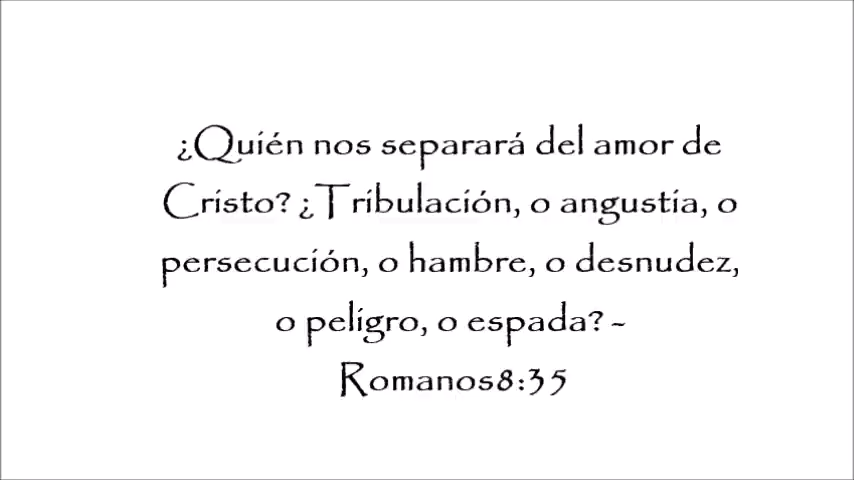 ¿Quién nos separará del amor de
Cristo? ¿Tribulación, o angustia, o
persecución, o hambre, o desnudez,
o peligro, o espada? -
Romanos8:35